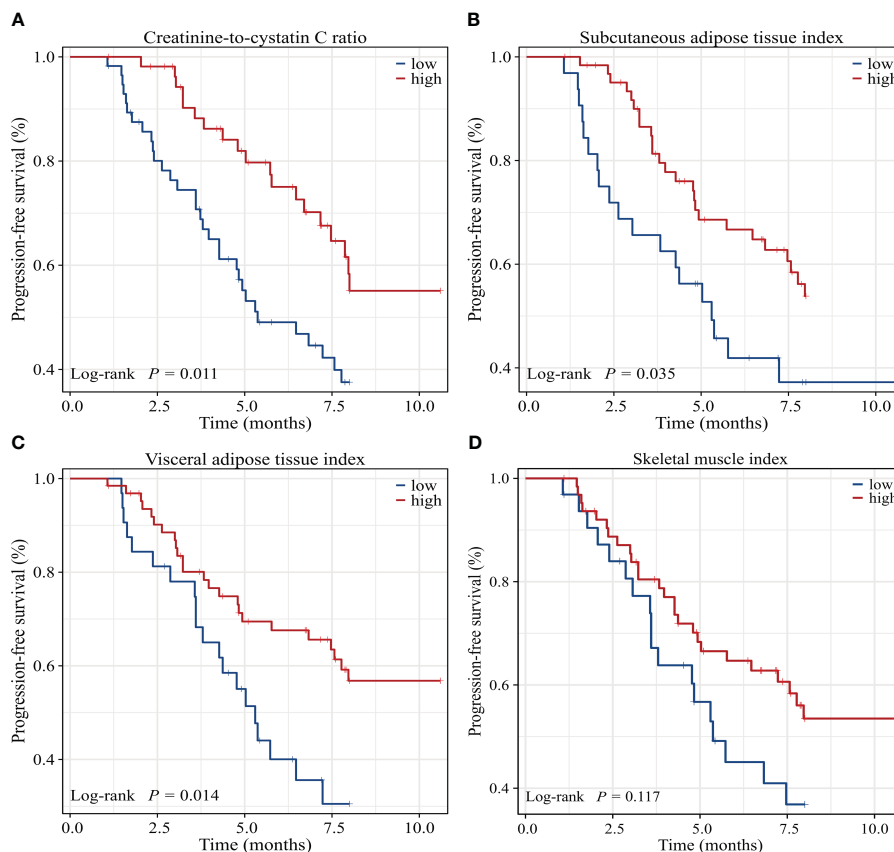 A
Creatinine-to-cystatin C ratio
1.0
0.8
0.6
0.4
Progression-free survival (%)
low
high
Log-rank P = 0.011
0.0 2.5 5.0 7.5 10.0
Time (months)
B
Subcutaneous adipose tissue index
1.0
0.8
0.6
0.4
Progression-free survival (%)
low
high
Log-rank P = 0.035
0.0 2.5 5.0 7.5 10.0
Time (months)
C
Visceral adipose tissue index
1.0
0.8
0.6
0.4
Progression-free survival (%)
low
high
Log-rank P = 0.014
0.0 2.5 5.0 7.5 10.0
Time (months)
D
Skeletal muscle index
1.0
0.8
0.6
0.4
Progression-free survival (%)
low
high
Log-rank P = 0.117
0.0 2.5 5.0 7.5 10.0
Time (months)